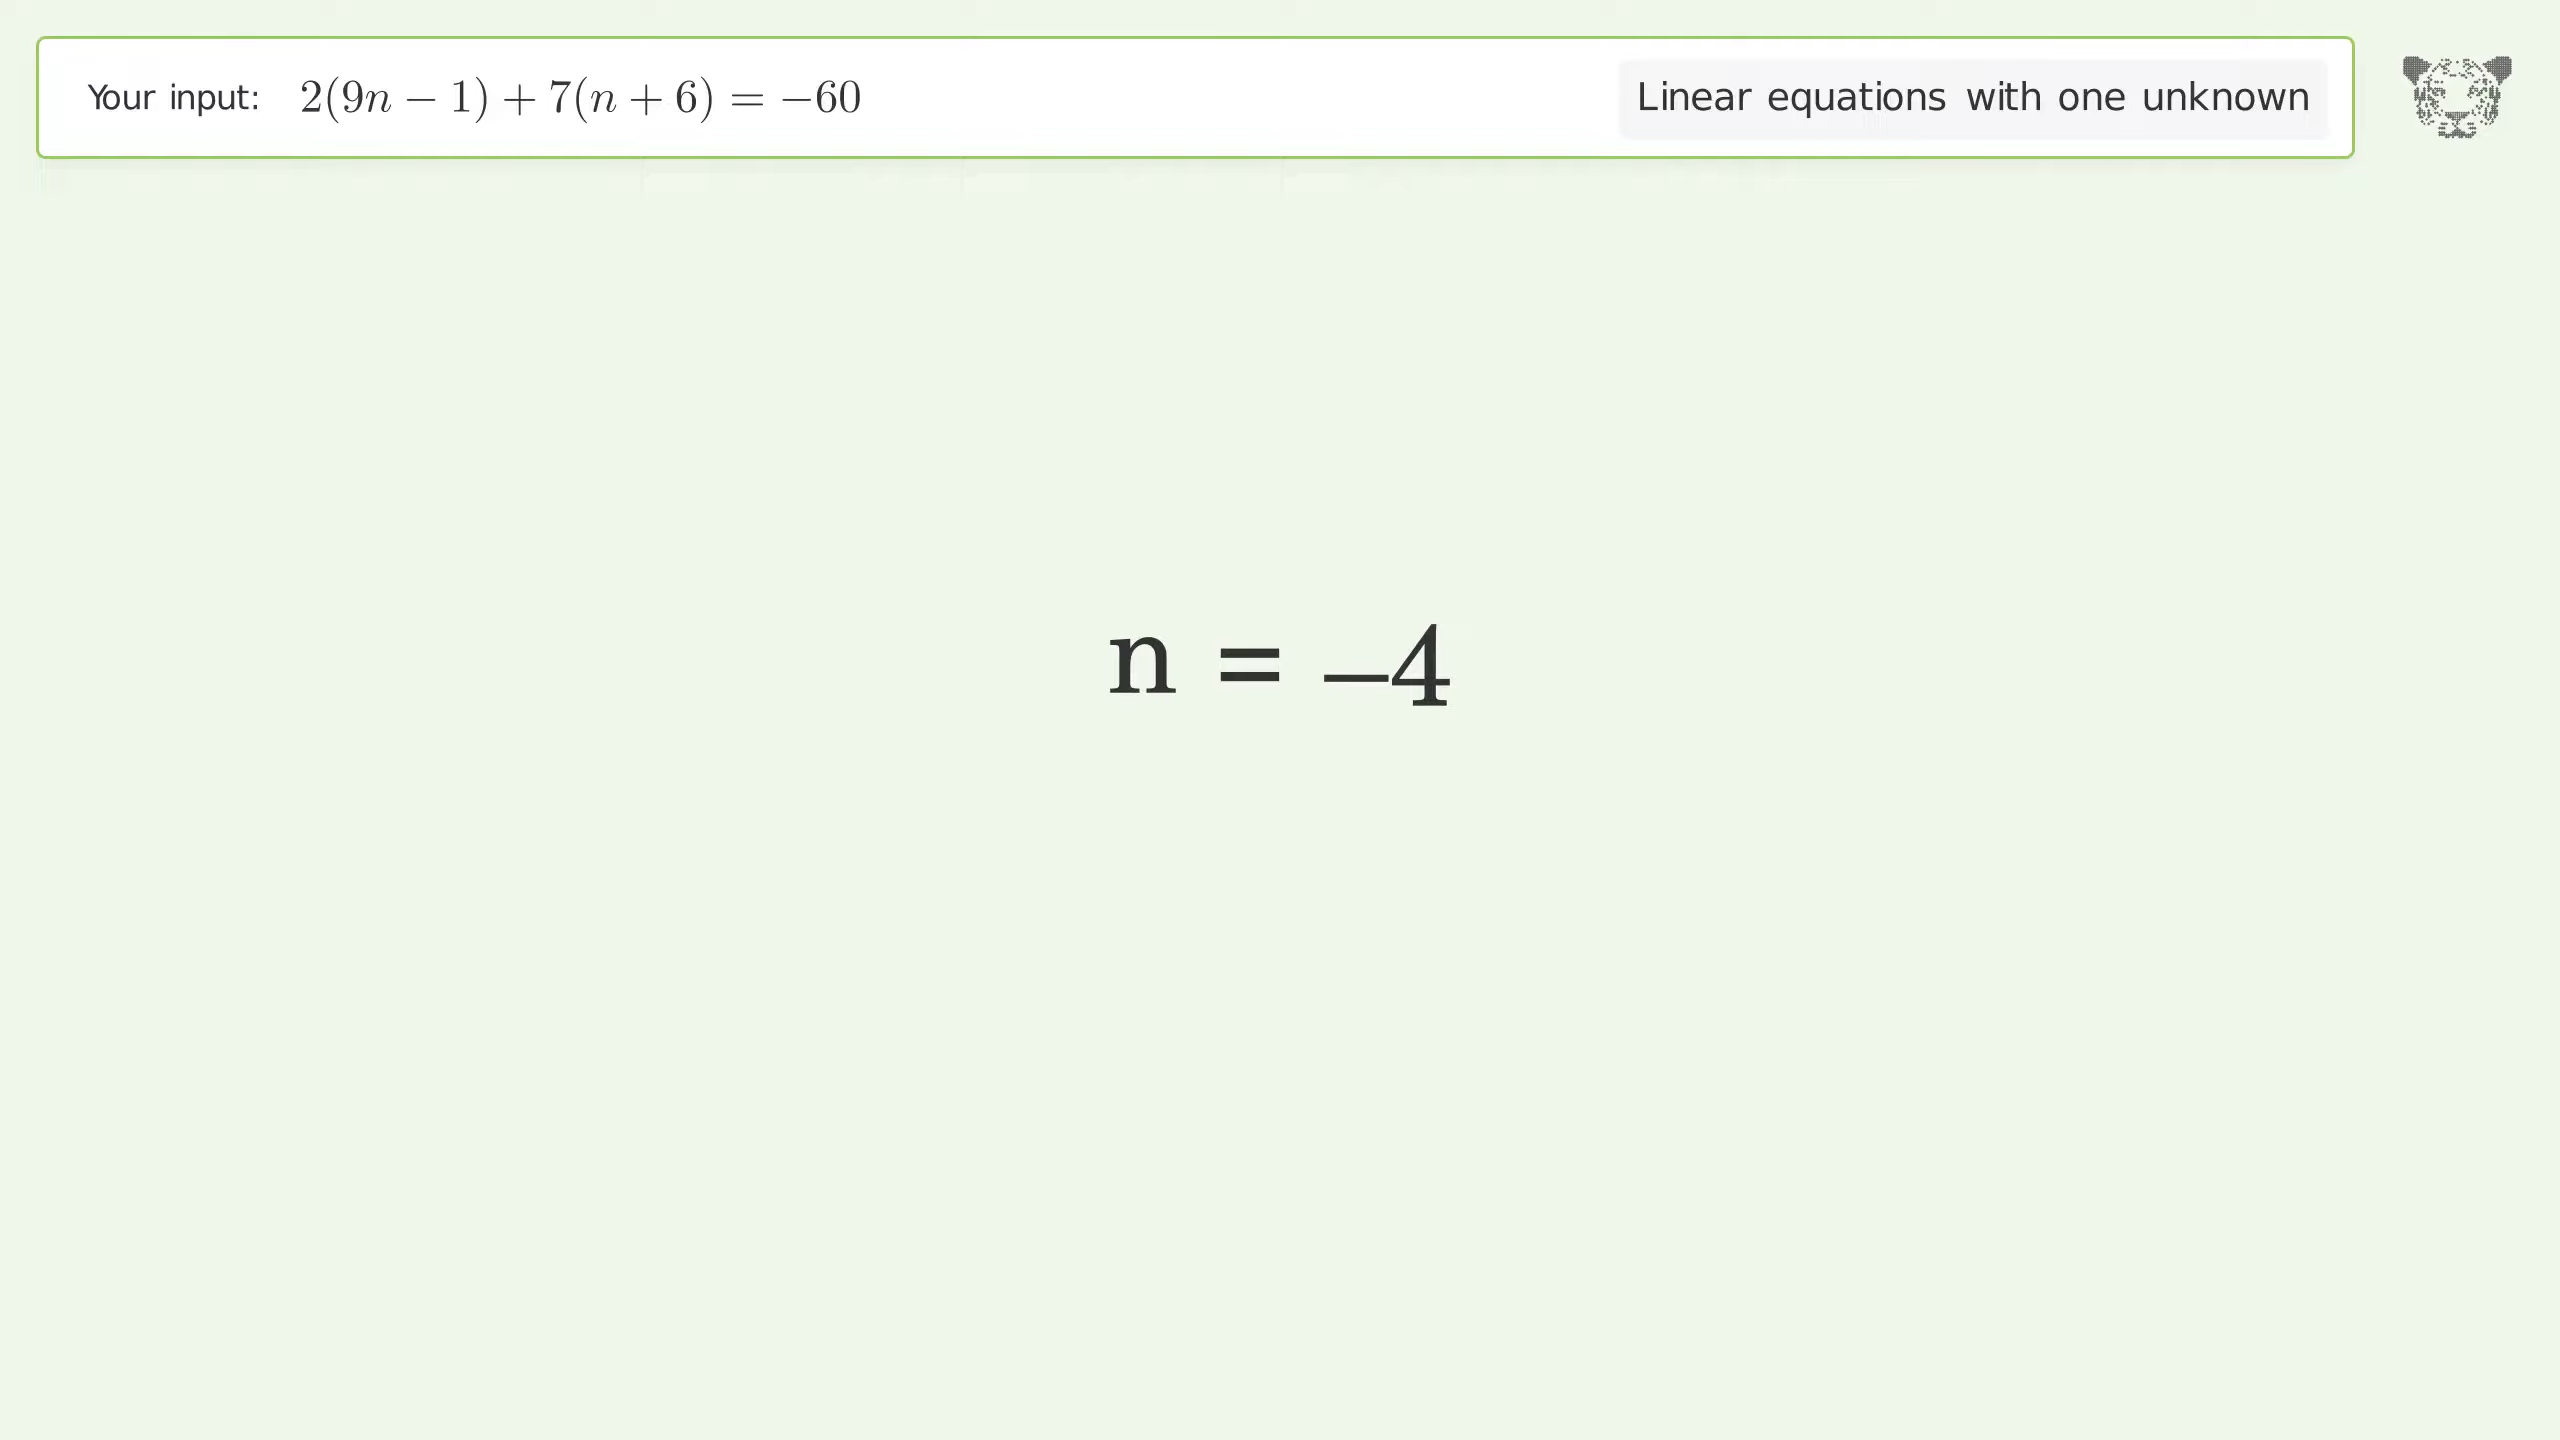 Your input: 2(9n − 1) + 7(n + 6) = −60
Linear equations with one unknown
n = −4